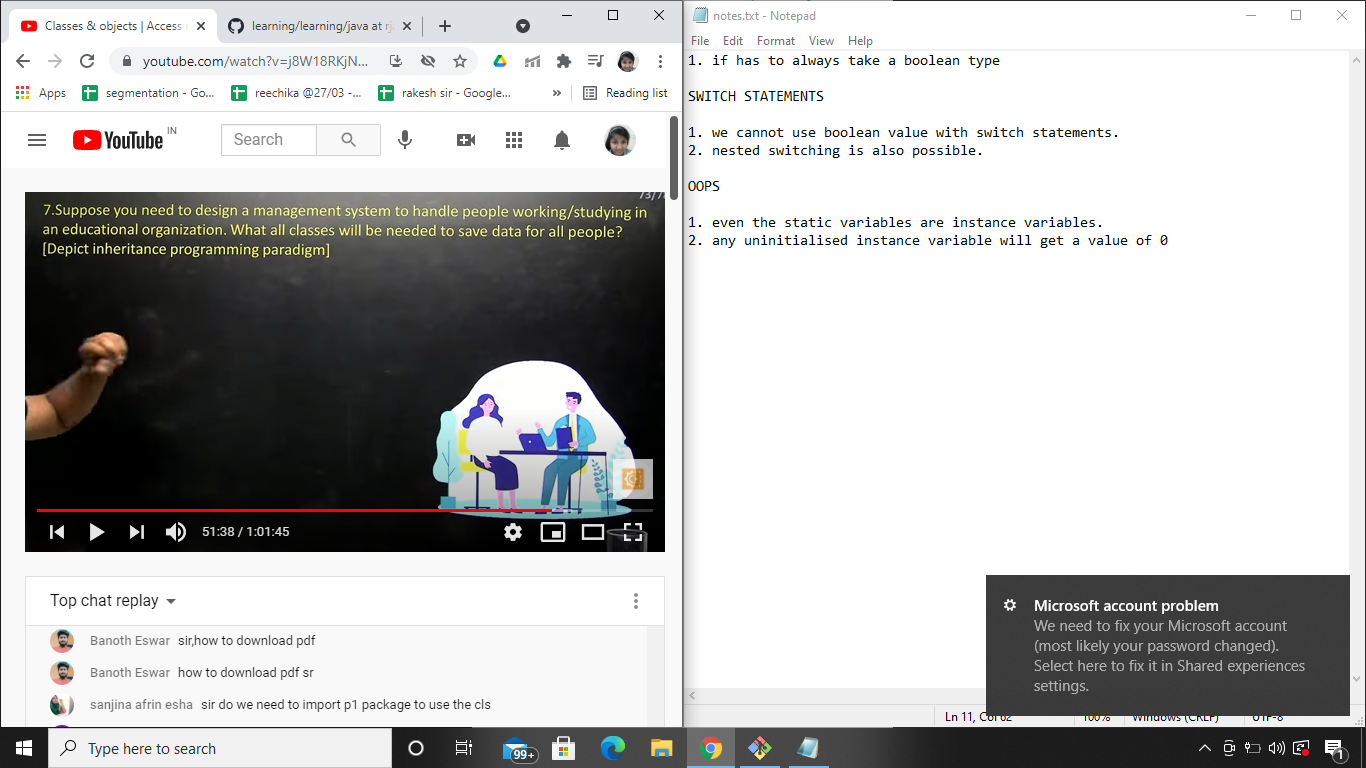 Classes & objects | Access
learning/learning/java at rj
youtube.com/watch?v=j8W18RKjN...
Apps
segmentation - Go...
reechika @27/03 -...
rakesh sir - Google...
»
Reading list
YouTube IN
Search
7.Suppose you need to design a management system to handle people working/studying in
an educational organization. What all classes will be needed to save data for all people?
[Depict inheritance programming paradigm]
51:38 / 1:01:45
Top chat replay
Banoth Eswar sir,how to download pdf
Banoth Eswar how to download pdf sr
sanjina afrin esha sir do we need to import p1 package to use the cls
notes.txt - Notepad
File Edit Format View Help
1. if has to always take a boolean type
SWITCH STATEMENTS
1. we cannot use boolean value with switch statements.
2. nested switching is also possible.
OOPS
1. even the static variables are instance variables.
2. any uninitialised instance variable will get a value of 0
Microsoft account problem
We need to fix your Microsoft account
(most likely your password changed).
Select here to fix it in Shared experiences
settings.
Ln 11, Col 62 100% Windows (CRLF) UTF-8
Type here to search
99+
1